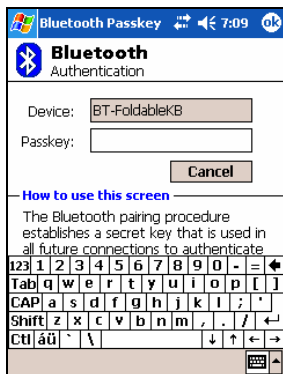 Bluetooth Passkey 7:09 ok
Bluetooth
Authentication
Device: BT-FoldableKB
Passkey:
Cancel
How to use this screen
The Bluetooth pairing procedure
establishes a secret key that is used in
all future connections to authenticate
123 1 2 3 4 5 6 7 8 9 0 - =
Tab q w e r t y u i o p [ ]
CAP a s d f g h j k l ; '
Shift z x c v b n m , . /
Ctl áü ` \